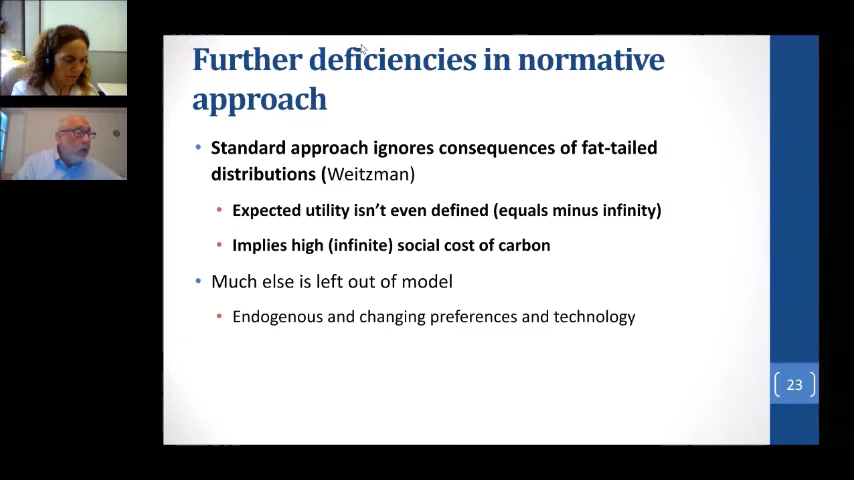 Further deficiencies in normative
approach
• Standard approach ignores consequences of fat-tailed
distributions (Weitzman)
• Expected utility isn't even defined (equals minus infinity)
• Implies high (infinite) social cost of carbon
• Much else is left out of model
• Endogenous and changing preferences and technology
23